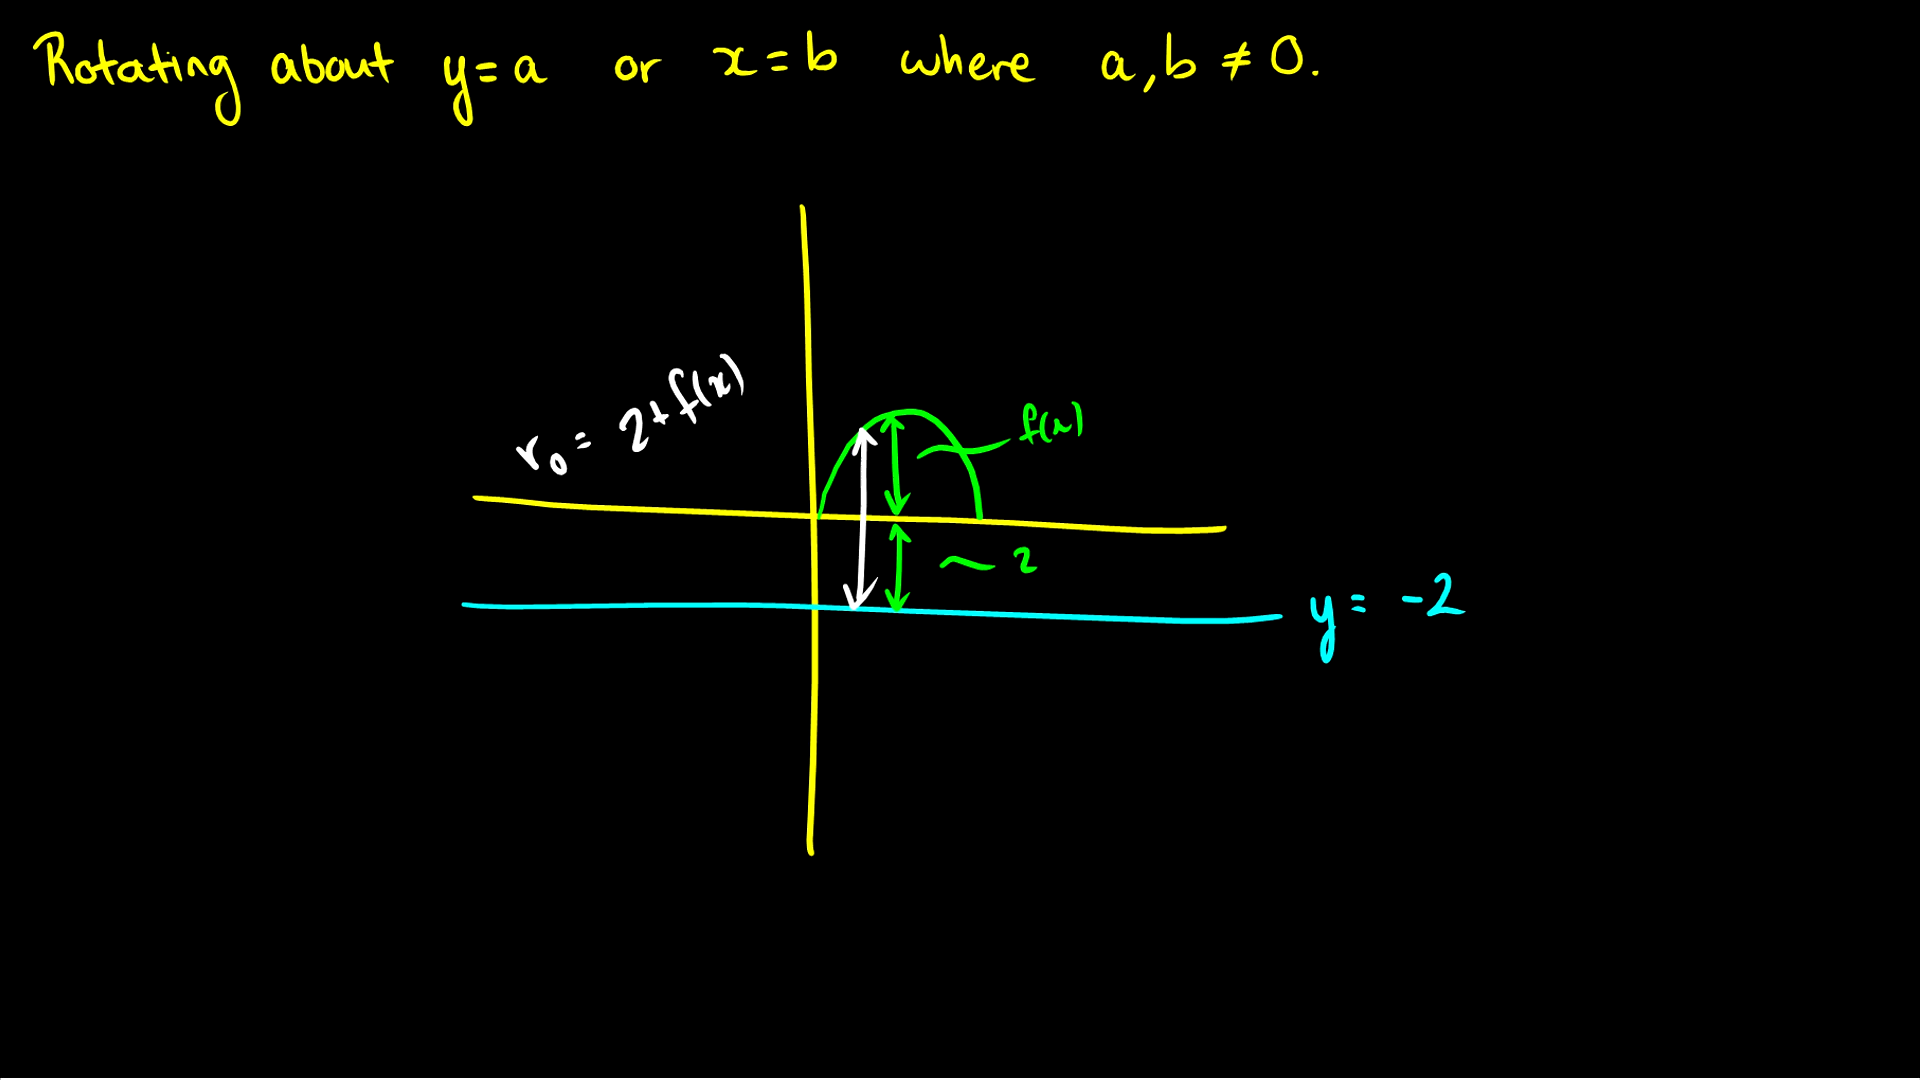 Rotating about y=a or x=b where a,b ≠ 0.
r₀ = 2+f(x)
f(x)
2
y = -2